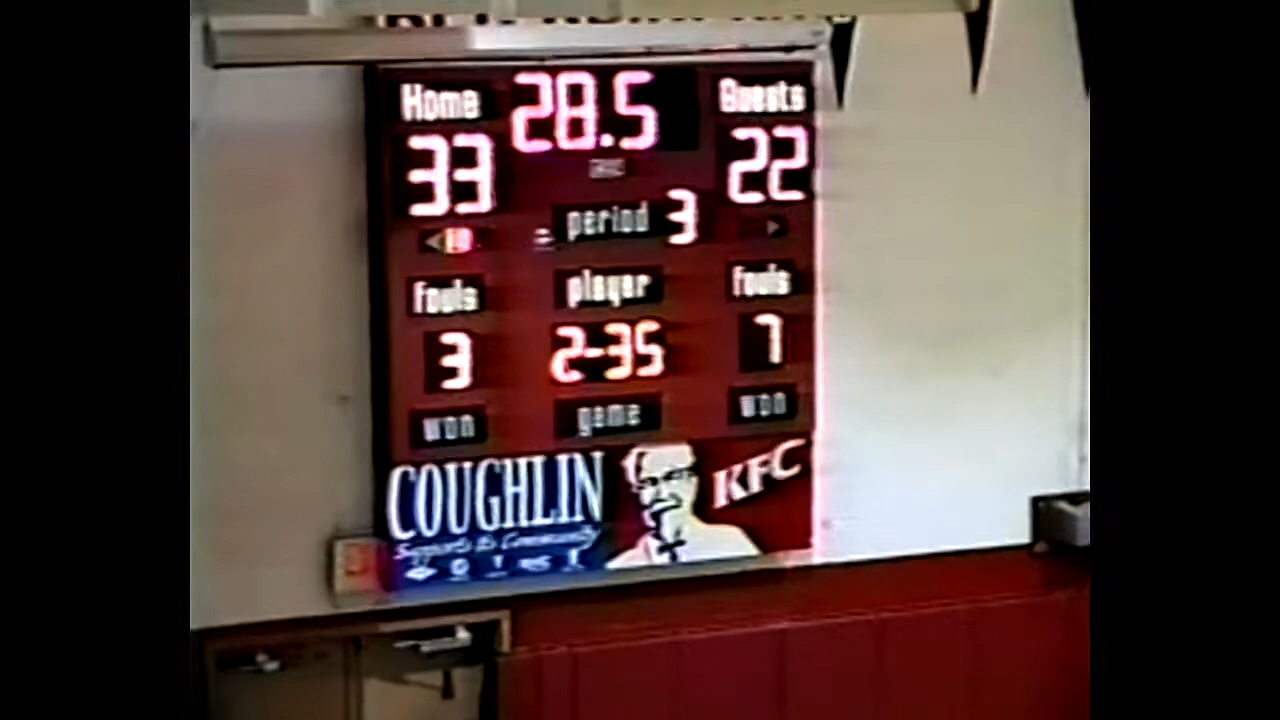 Home 28.5 Guests
33 22
period 3
fouls player fouls
3 2-35 7
won game won
COUGHLIN KFC
Supports its Community